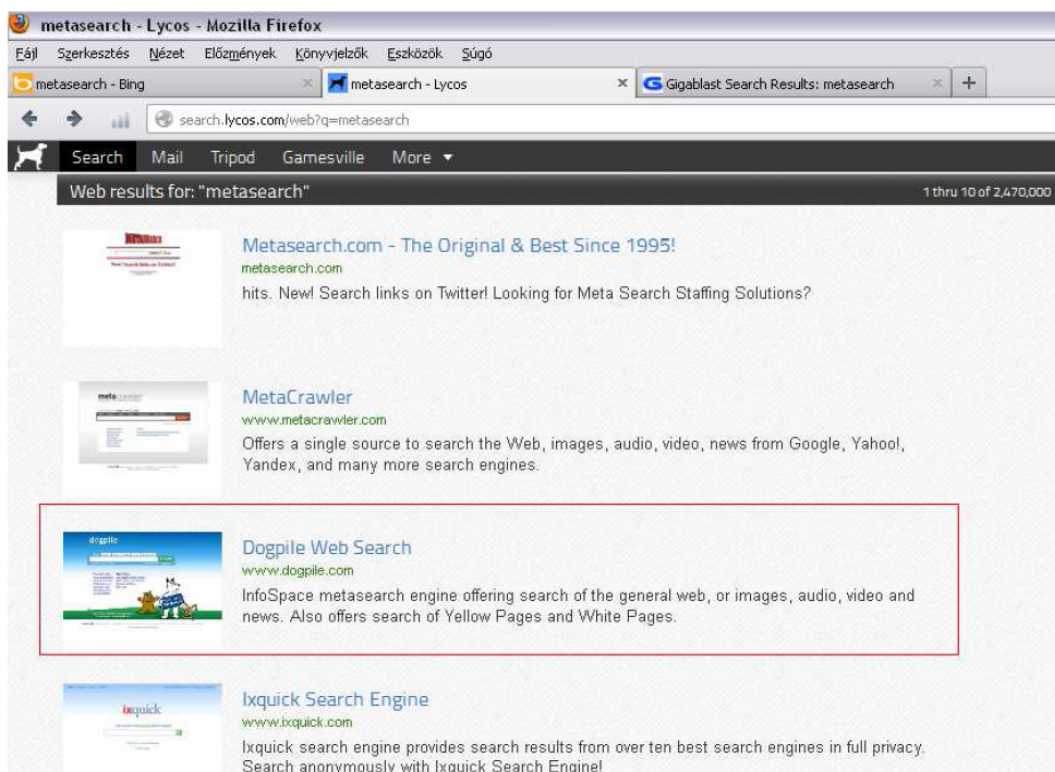 metasearch - Lycos - Mozilla Firefox
Fájl Szerkesztés Nézet Előzmények Könyvjelzők Eszközök Súgó
metasearch - Bing metasearch - Lycos Gigablast Search Results: metasearch
search.lycos.com/web?q=metasearch
Search Mail Tripod Gamesville More
Web results for: "metasearch" 1 thru 10 of 2,470,000
Metasearch.com - The Original & Best Since 1995!
metasearch.com
hits. New! Search links on Twitter! Looking for Meta Search Staffing Solutions?
MetaCrawler
www.metacrawler.com
Offers a single source to search the Web, images, audio, video, news from Google, Yahoo!,
Yandex, and many more search engines.
dogpile
Dogpile Web Search
www.dogpile.com
InfoSpace metasearch engine offering search of the general web, or images, audio, video and
news. Also offers search of Yellow Pages and White Pages.
ixquick
Ixquick Search Engine
www.ixquick.com
Ixquick search engine provides search results from over ten best search engines in full privacy.
Search anonymously with Ixquick Search Engine!